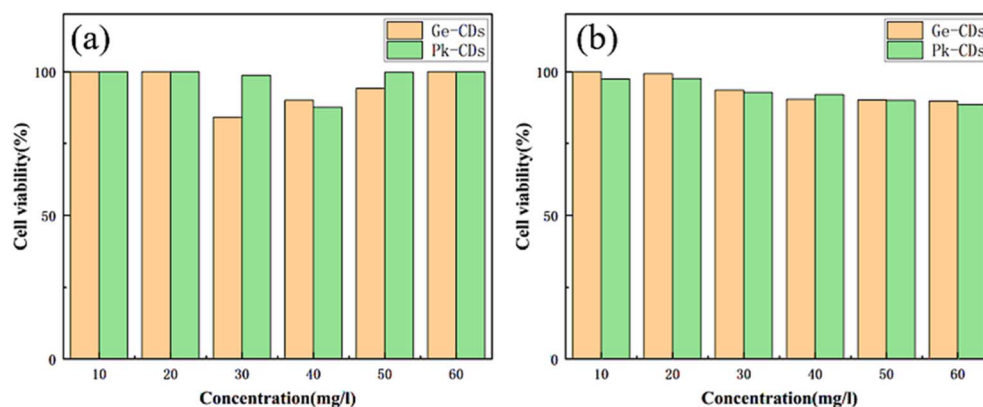 (a)
Ge-CDs
Pk-CDs
100
50
0
Cell viability(%)
10 20 30 40 50 60
Concentration(mg/l)
(b)
Ge-CDs
Pk-CDs
100
50
0
Cell viability(%)
10 20 30 40 50 60
Concentration(mg/l)